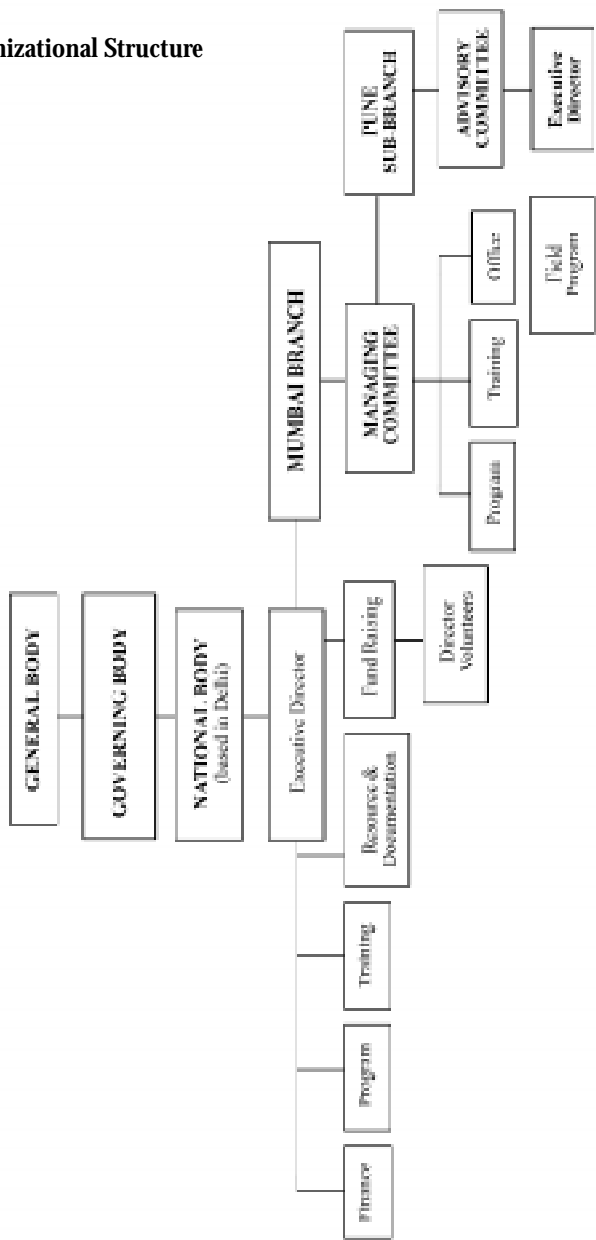 nizational Structure
GENERAL BODY
GOVERNING BODY
NATIONAL BODY
(based in Delhi)
Executive Director
Finance
Program
Training
Resource &
Documentation
Fund Raising
Director
Volunteers
MUMBAI BRANCH
MANAGING
COMMITTEE
Program
Training
Office
Field
Program
PUNE
SUB-BRANCH
ADVISORY
COMMITTEE
Executive
Director